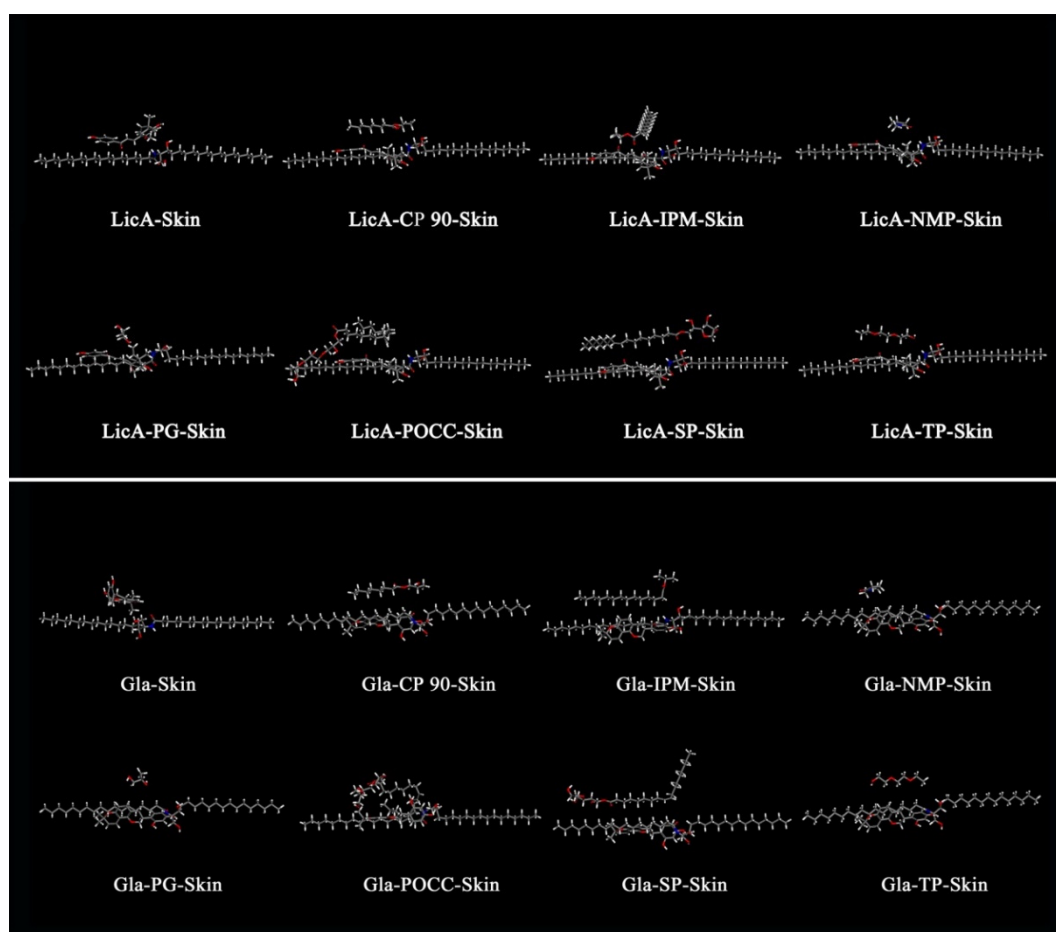 LicA-Skin LicA-CP 90-Skin LicA-IPM-Skin LicA-NMP-Skin
LicA-PG-Skin LicA-POCC-Skin LicA-SP-Skin LicA-TP-Skin
Gla-Skin Gla-CP 90-Skin Gla-IPM-Skin Gla-NMP-Skin
Gla-PG-Skin Gla-POCC-Skin Gla-SP-Skin Gla-TP-Skin